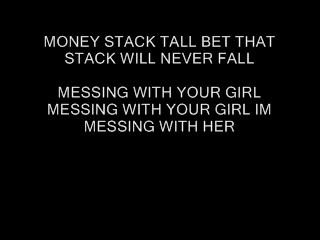 MONEY STACK TALL BET THAT
STACK WILL NEVER FALL
MESSING WITH YOUR GIRL
MESSING WITH YOUR GIRL IM
MESSING WITH HER